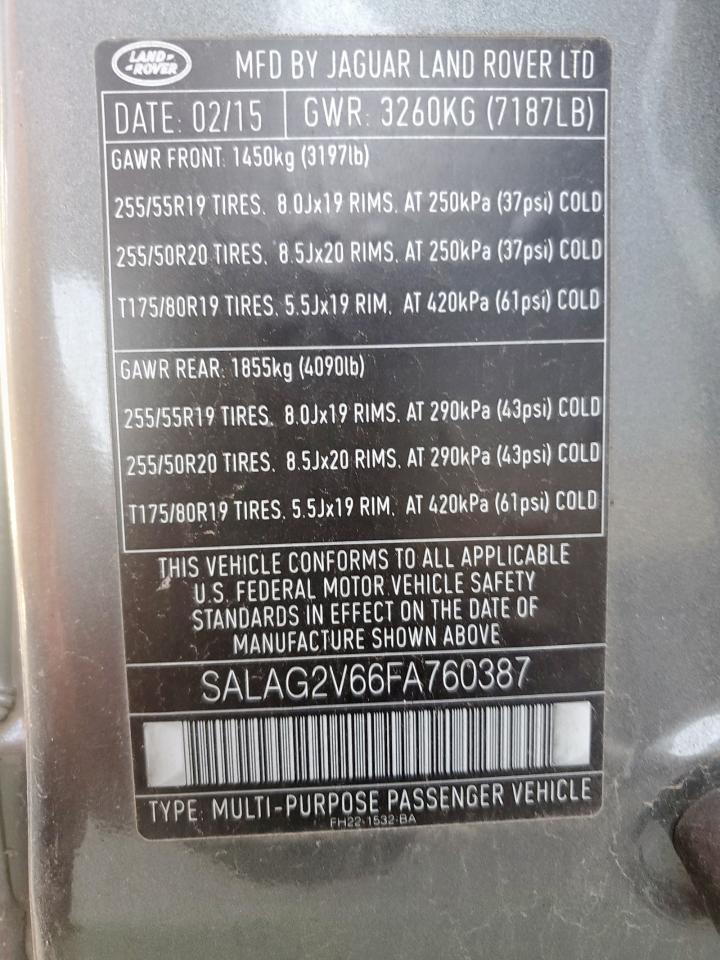 LAND-
-ROVER
MFD BY JAGUAR LAND ROVER LTD
DATE: 02/15 GWR: 3260KG (7187LB)
GAWR FRONT: 1450kg (3197lb)
255/55R19 TIRES, 8.0Jx19 RIMS, AT 250kPa (37psi) COLD
255/50R20 TIRES, 8.5Jx20 RIMS, AT 250kPa (37psi) COLD
T175/80R19 TIRES, 5.5Jx19 RIM, AT 420kPa (61psi) COLD
GAWR REAR: 1855kg (4090lb)
255/55R19 TIRES, 8.0Jx19 RIMS, AT 290kPa (43psi) COLD
255/50R20 TIRES, 8.5Jx20 RIMS, AT 290kPa (43psi) COLD
T175/80R19 TIRES, 5.5Jx19 RIM, AT 420kPa (61psi) COLD
THIS VEHICLE CONFORMS TO ALL APPLICABLE
U.S. FEDERAL MOTOR VEHICLE SAFETY
STANDARDS IN EFFECT ON THE DATE OF
MANUFACTURE SHOWN ABOVE
SALAG2V66FA760387
TYPE: MULTI-PURPOSE PASSENGER VEHICLE
FH22-1532-BA